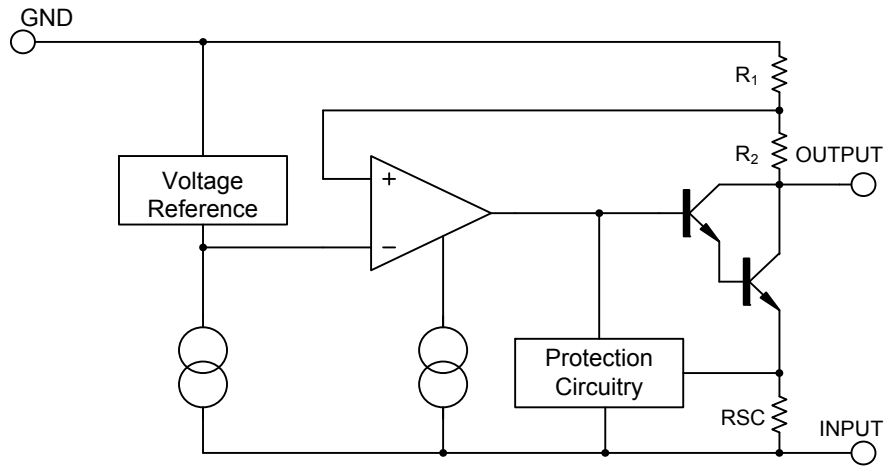 GND
R₁
R₂
OUTPUT
Voltage
Reference
+
−
Protection
Circuitry
RSC
INPUT